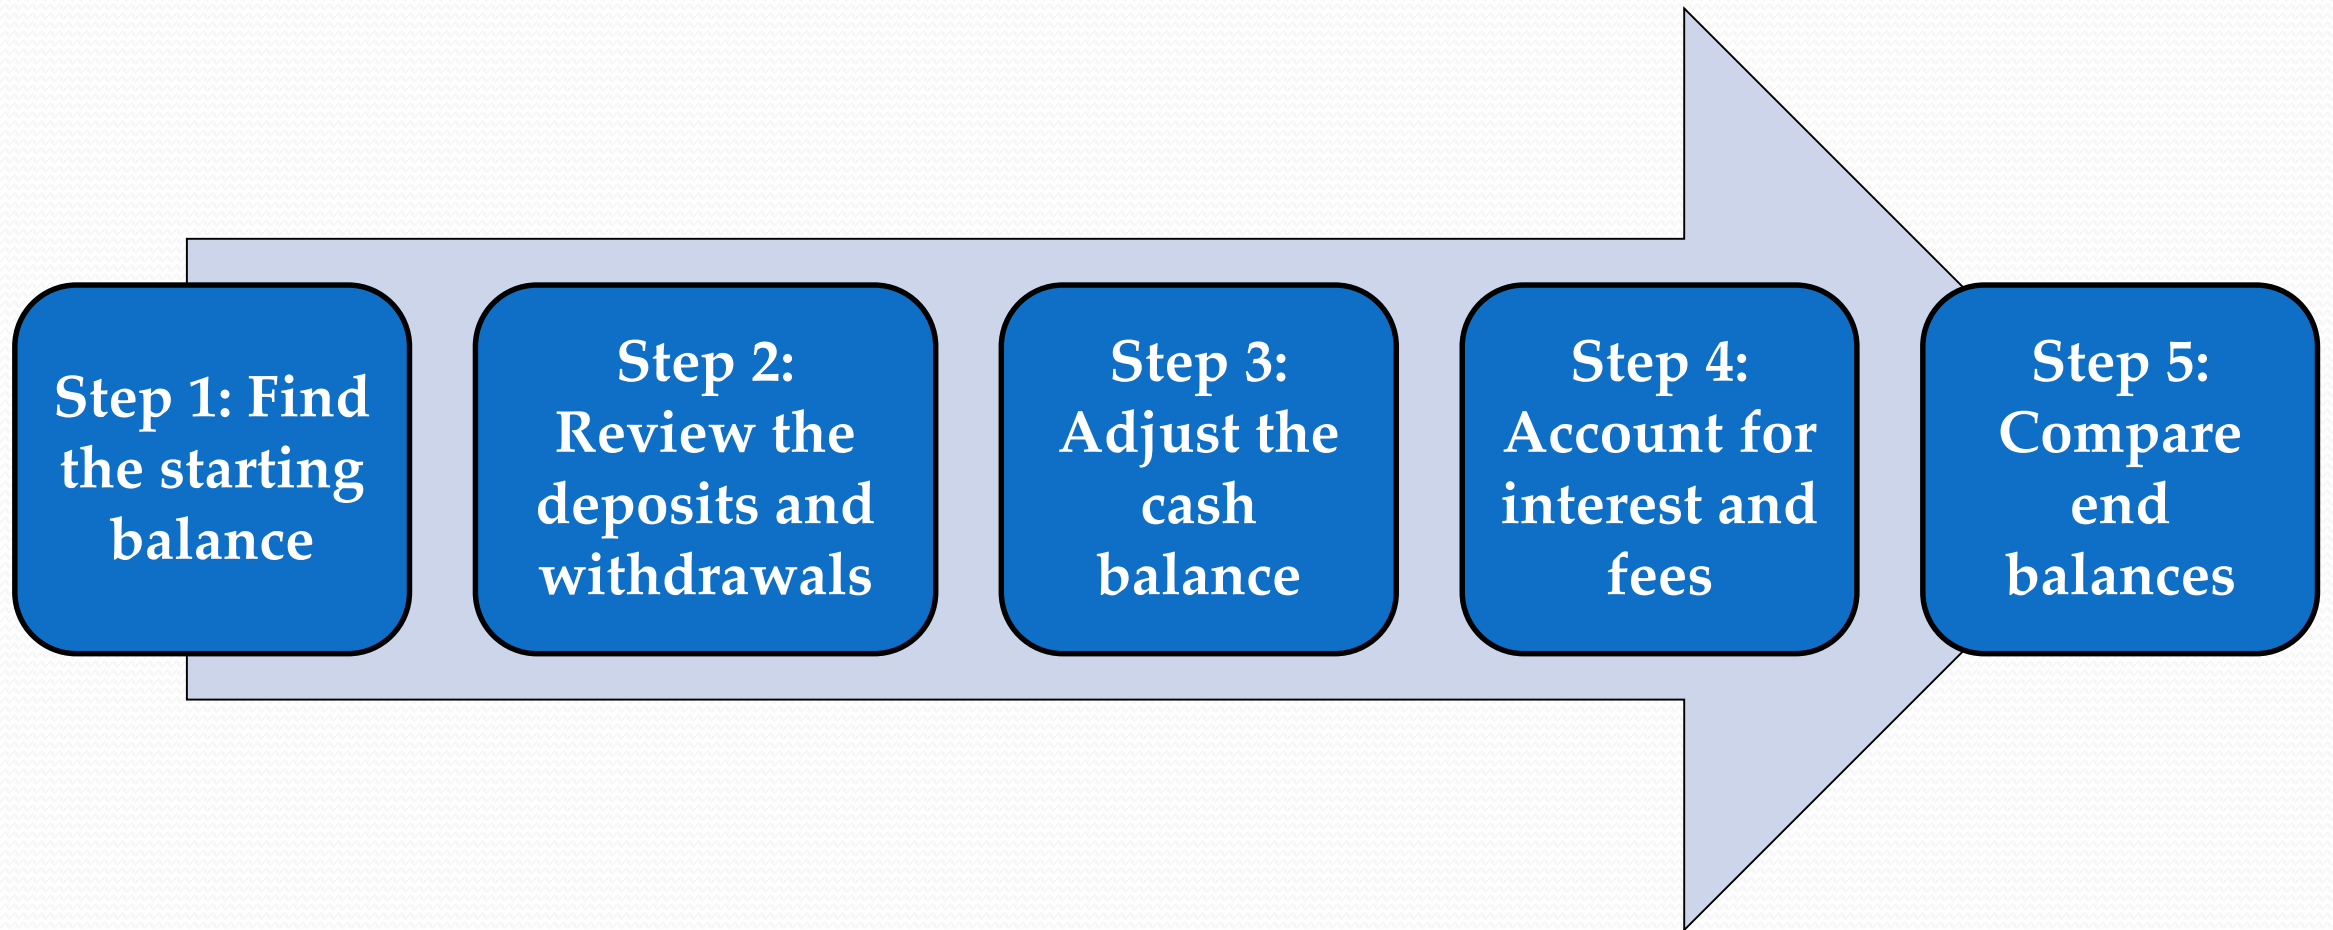 Step 1: Find
the starting
balance
Step 2:
Review the
deposits and
withdrawals
Step 3:
Adjust the
cash
balance
Step 4:
Account for
interest and
fees
Step 5:
Compare
end
balances